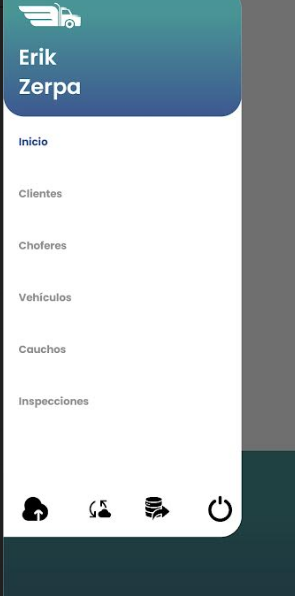 Erik
Zerpa
Inicio
Clientes
Choferes
Vehículos
Cauchos
Inspecciones